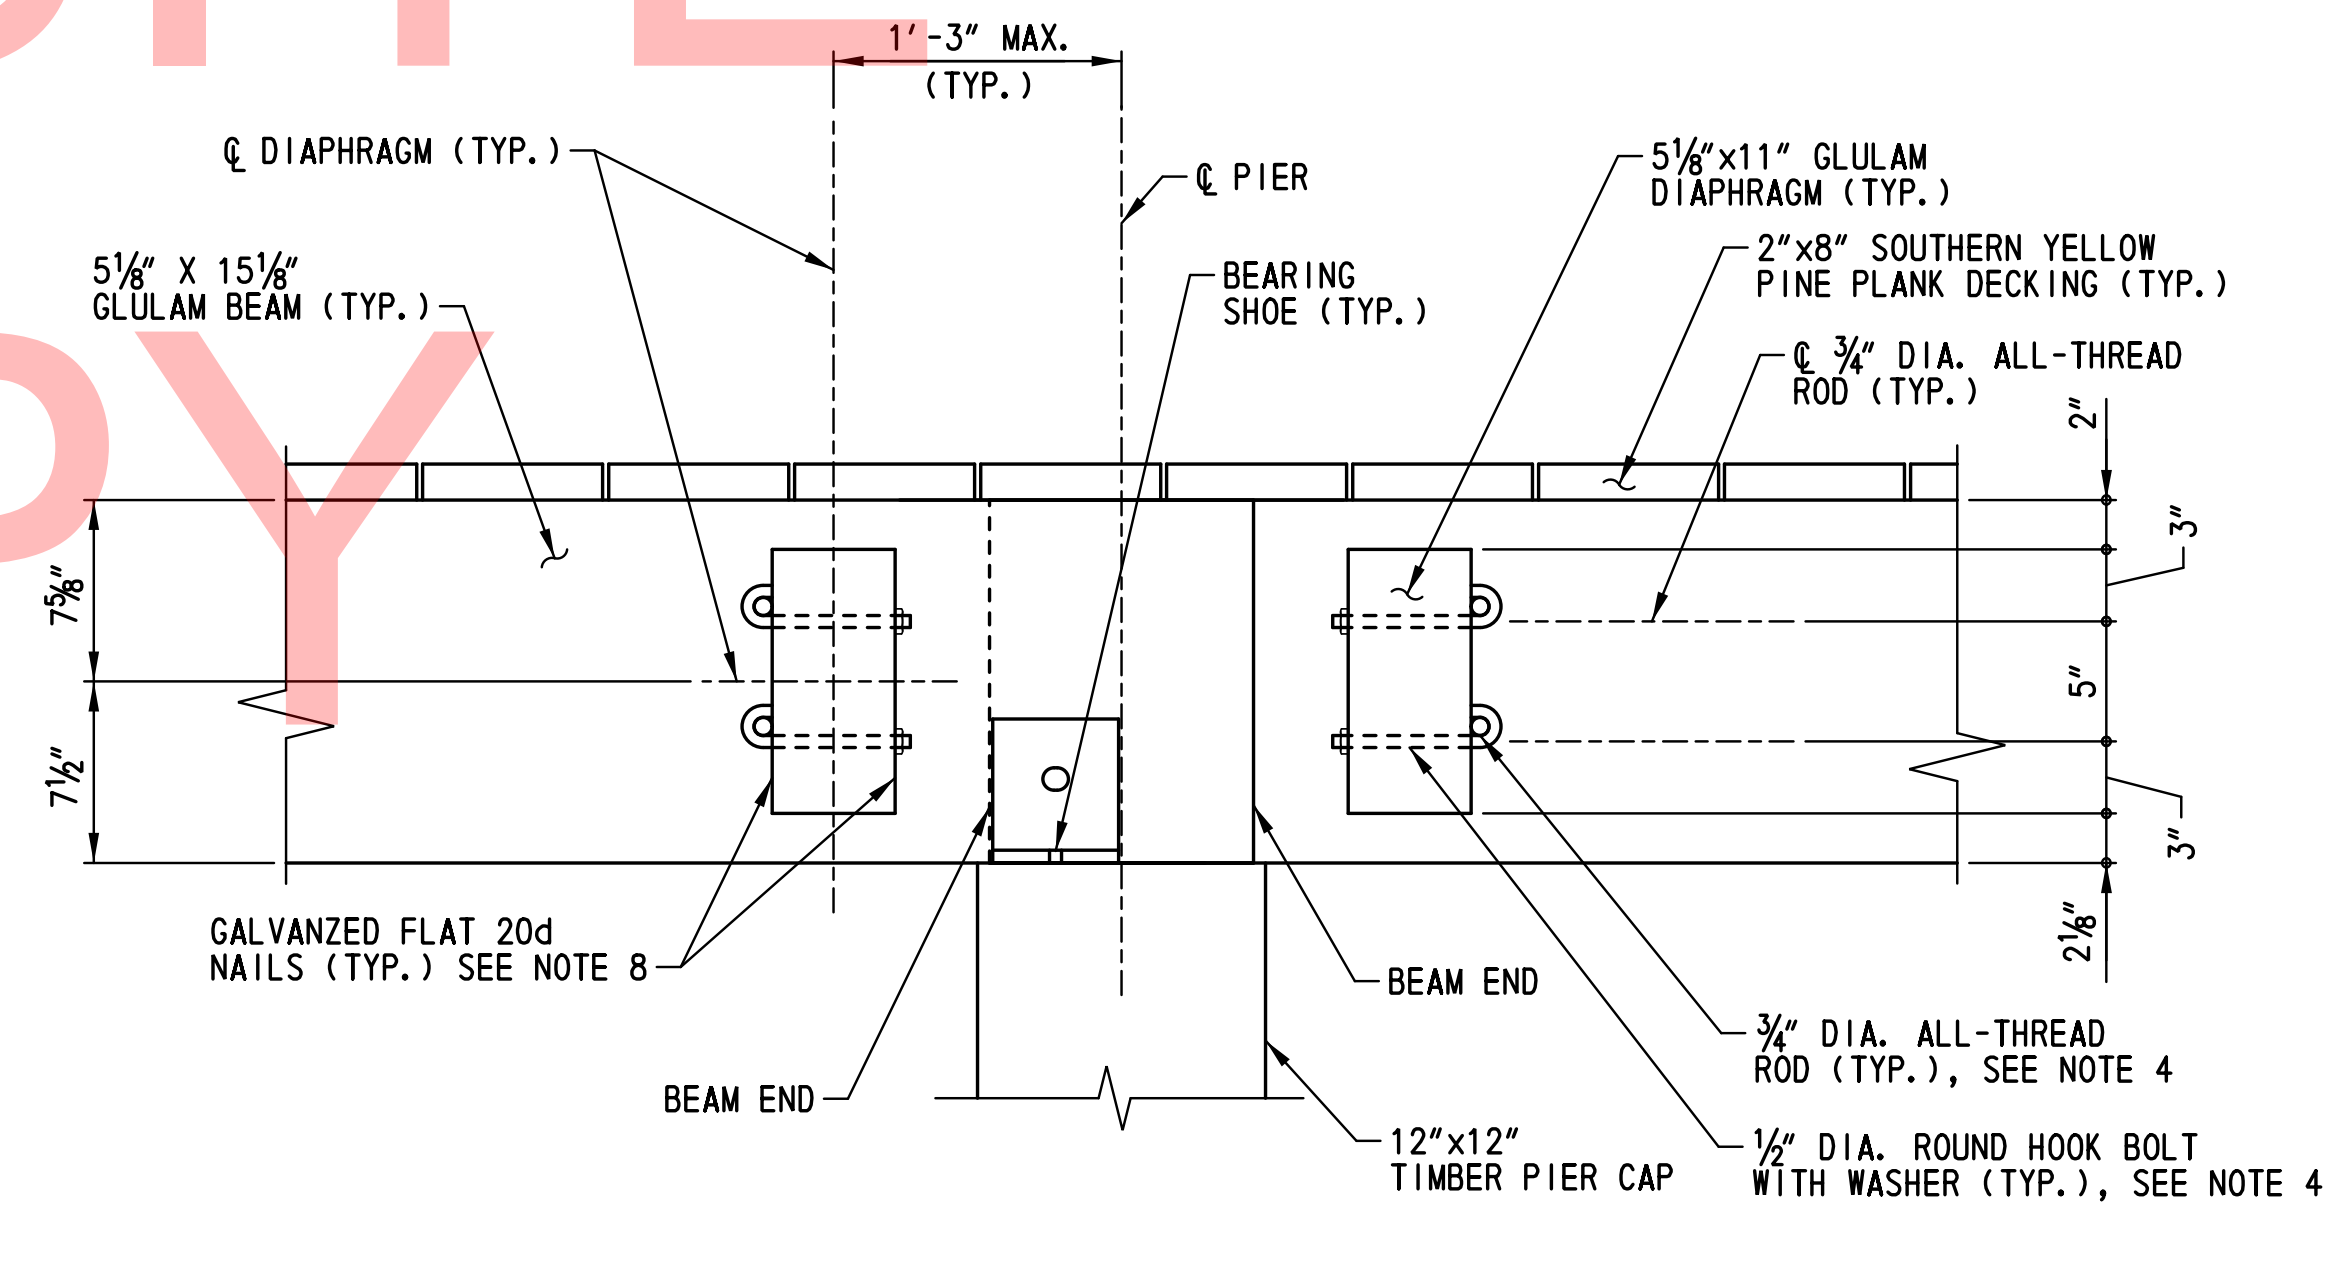 1'-3" MAX.
(TYP.)
℄ DIAPHRAGM (TYP.)
℄ PIER
5⅛"x11" GLULAM
DIAPHRAGM (TYP.)
2"x8" SOUTHERN YELLOW
PINE PLANK DECKING (TYP.)
5⅛" X 15⅛"
GLULAM BEAM (TYP.)
BEARING
SHOE (TYP.)
℄ ¾" DIA. ALL-THREAD
ROD (TYP.)
2"
3"
7⅝"
5"
7½"
3"
2⅛"
GALVANZED FLAT 20d
NAILS (TYP.) SEE NOTE 8
BEAM END
BEAM END
¾" DIA. ALL-THREAD
ROD (TYP.), SEE NOTE 4
12"x12"
TIMBER PIER CAP
½" DIA. ROUND HOOK BOLT
WITH WASHER (TYP.), SEE NOTE 4